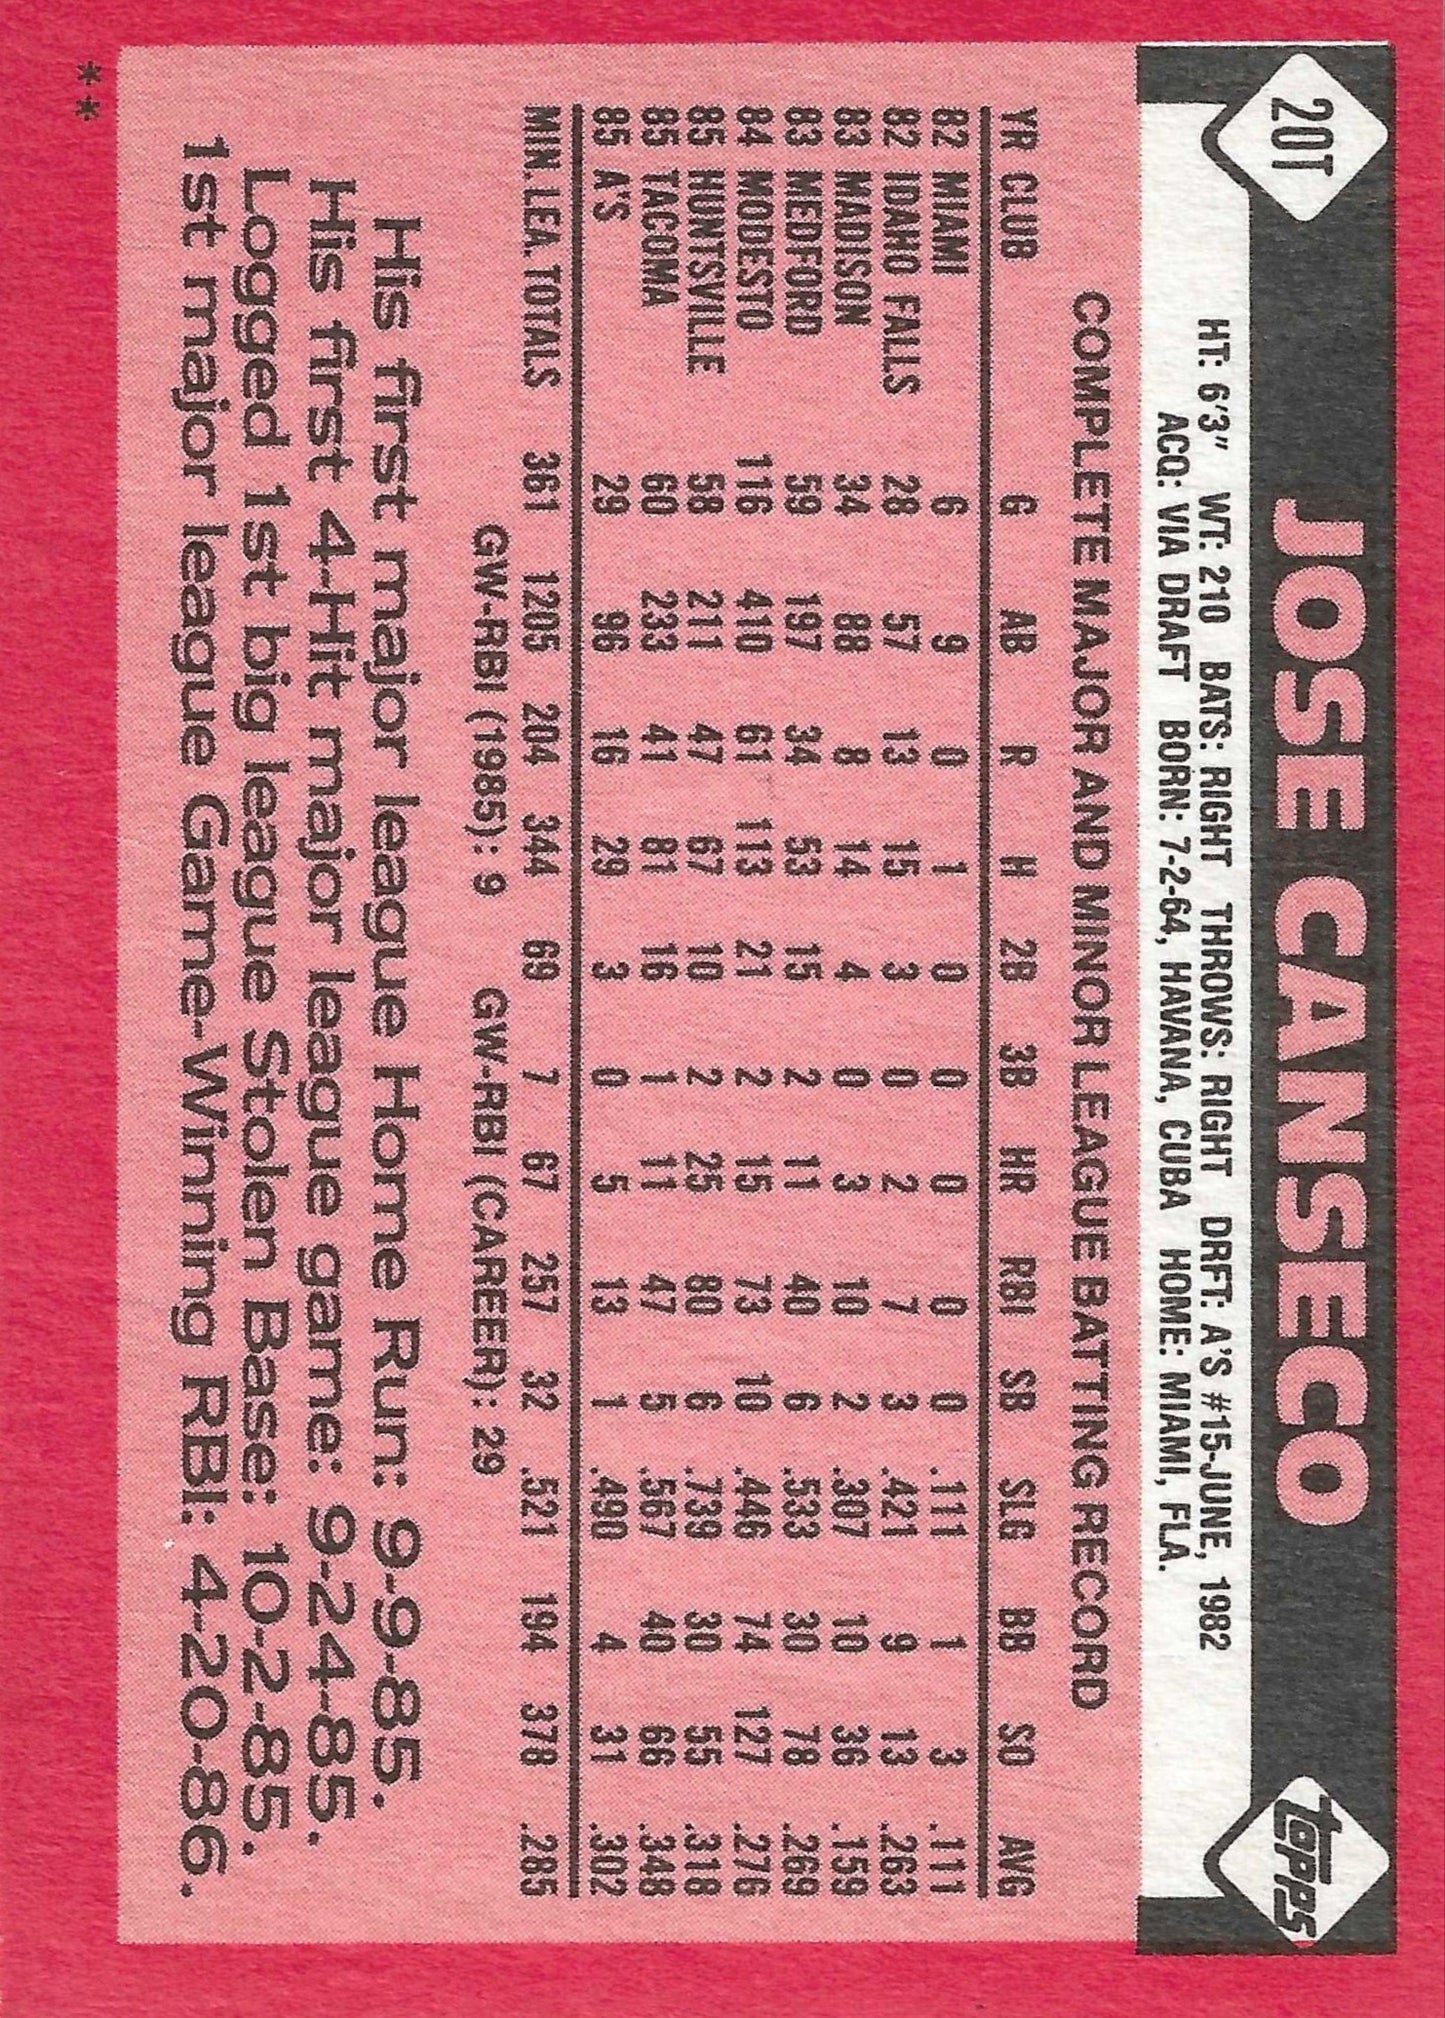 20T
JOSE CANSECO
topps
HT: 6'3" WT: 210 BATS: RIGHT THROWS: RIGHT DRFT: A'S #15-JUNE, 1982
ACQ: VIA DRAFT BORN: 7-2-64, HAVANA, CUBA HOME: MIAMI, FLA.
COMPLETE MAJOR AND MINOR LEAGUE BATTING RECORD
YR CLUB G AB R H 2B 3B HR RBI SB SLG BB SO AVG
82 MIAMI 6 9 0 1 0 0 0 0 0 .111 1 3 .111
82 IDAHO FALLS 28 57 13 15 3 0 2 7 3 .421 9 13 .263
83 MADISON 34 88 8 14 4 0 3 10 2 .307 10 36 .159
83 MEDFORD 59 197 34 53 15 2 11 40 6 .533 30 78 .269
84 MODESTO 116 410 61 113 21 2 15 73 10 .446 74 127 .276
85 HUNTSVILLE 58 211 47 67 10 2 25 80 6 .739 30 55 .318
85 TACOMA 60 233 41 81 16 1 11 47 5 .567 40 66 .348
85 A'S 29 96 16 29 3 0 5 13 1 .490 4 31 .302
MIN. LEA. TOTALS 361 1205 204 344 69 7 67 257 32 .521 194 378 .285
GW-RBI (1985): 9 GW-RBI (CAREER): 29
His first major league Home Run: 9-9-85.
His first 4-Hit major league game: 9-24-85.
Logged 1st big league Stolen Base: 10-2-85.
1st major league Game-Winning RBI: 4-20-86.
**